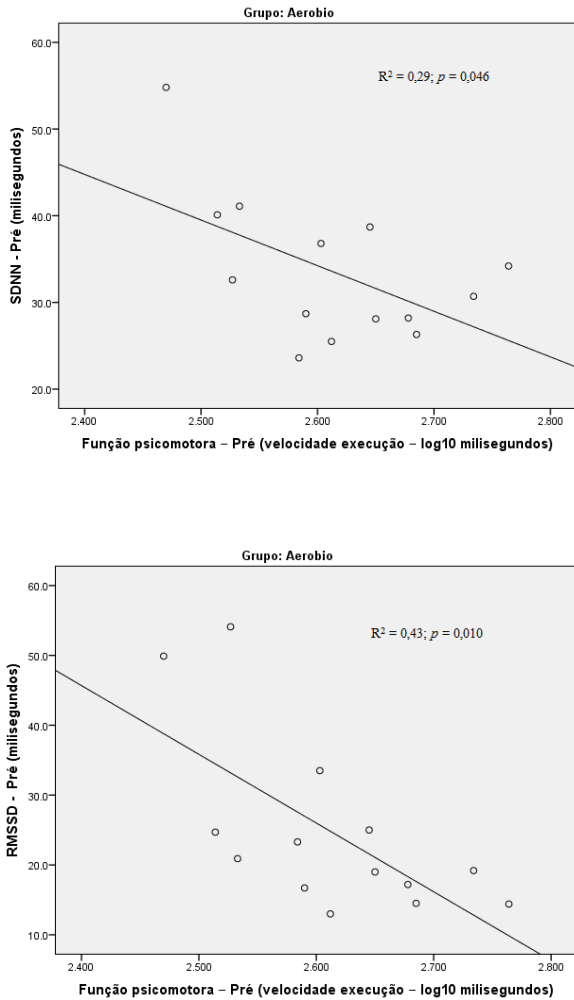 Grupo: Aerobio
R² = 0,29; p = 0,046
SDNN - Pré (milisegundos)
60.0
50.0
40.0
30.0
20.0
2.400 2.500 2.600 2.700 2.800
Função psicomotora – Pré (velocidade execução – log10 milisegundos)
Grupo: Aerobio
R² = 0,43; p = 0,010
RMSSD - Pré (milisegundos)
60.0
50.0
40.0
30.0
20.0
10.0
2.400 2.500 2.600 2.700 2.800
Função psicomotora – Pré (velocidade execução – log10 milisegundos)